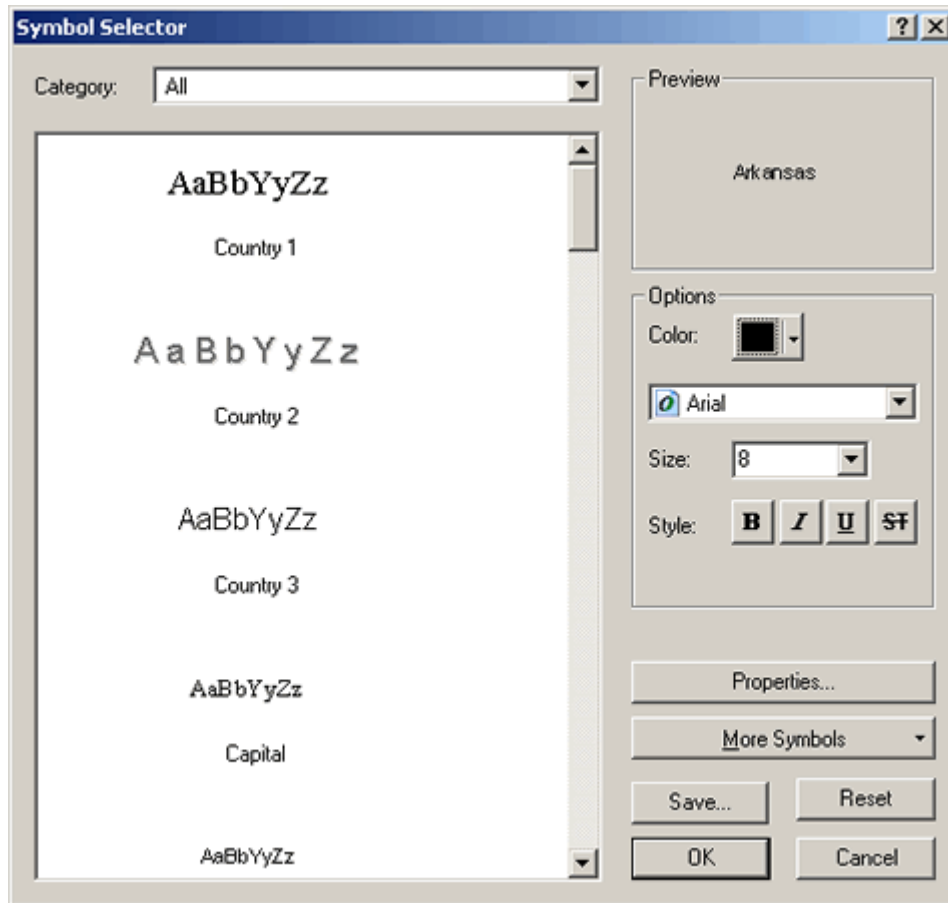 Symbol Selector
Category: All
AaBbYyZz
Country 1
AaBbYyZz
Country 2
AaBbYyZz
Country 3
AaBbYyZz
Capital
AaBbYyZz
Preview
Arkansas
Options
Color:
Arial
Size: 8
Style: B I U ST
Properties...
More Symbols
Save... Reset
OK Cancel